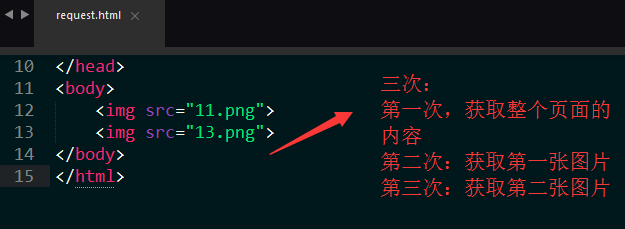 request.html ×
10 </head>
11 <body>
12 <img src="11.png">
13 <img src="13.png">
14 </body>
15 </html>
三次：
第一次，获取整个页面的
内容
第二次：获取第一张图片
第三次：获取第二张图片